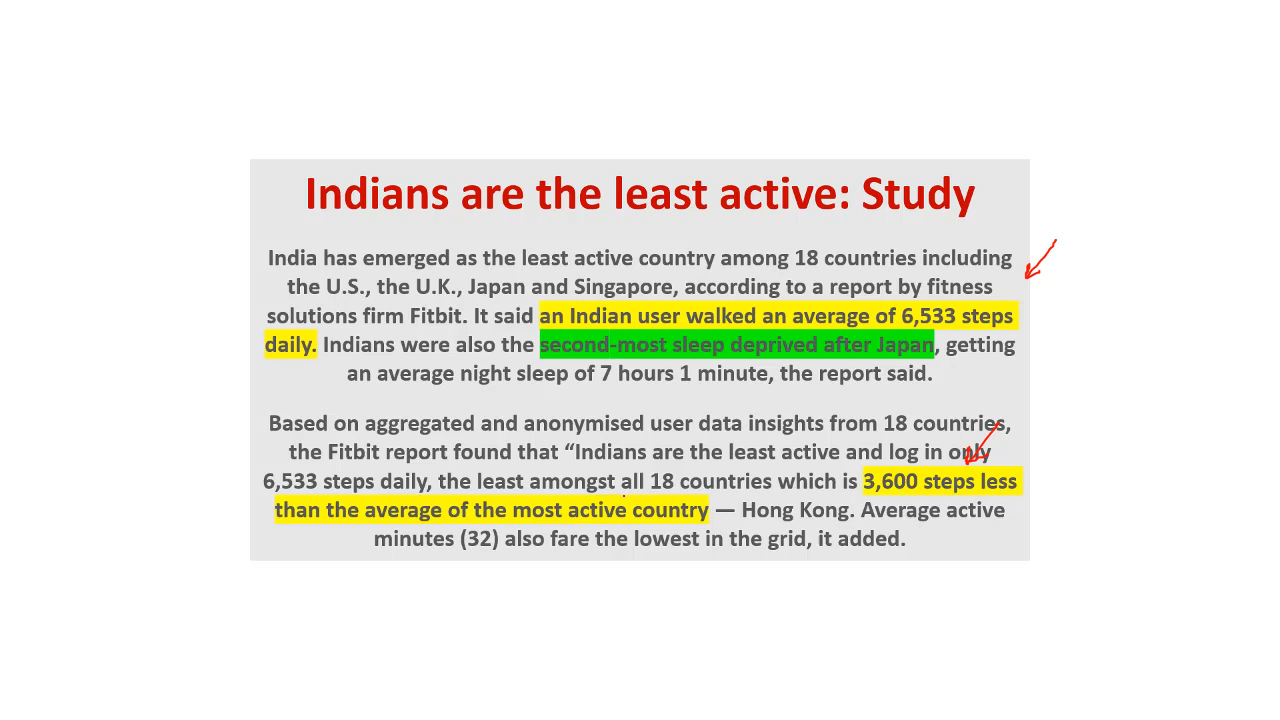 Indians are the least active: Study
India has emerged as the least active country among 18 countries including
the U.S., the U.K., Japan and Singapore, according to a report by fitness
solutions firm Fitbit. It said an Indian user walked an average of 6,533 steps
daily. Indians were also the second-most sleep deprived after Japan, getting
an average night sleep of 7 hours 1 minute, the report said.
Based on aggregated and anonymised user data insights from 18 countries,
the Fitbit report found that “Indians are the least active and log in only
6,533 steps daily, the least amongst all 18 countries which is 3,600 steps less
than the average of the most active country — Hong Kong. Average active
minutes (32) also fare the lowest in the grid, it added.